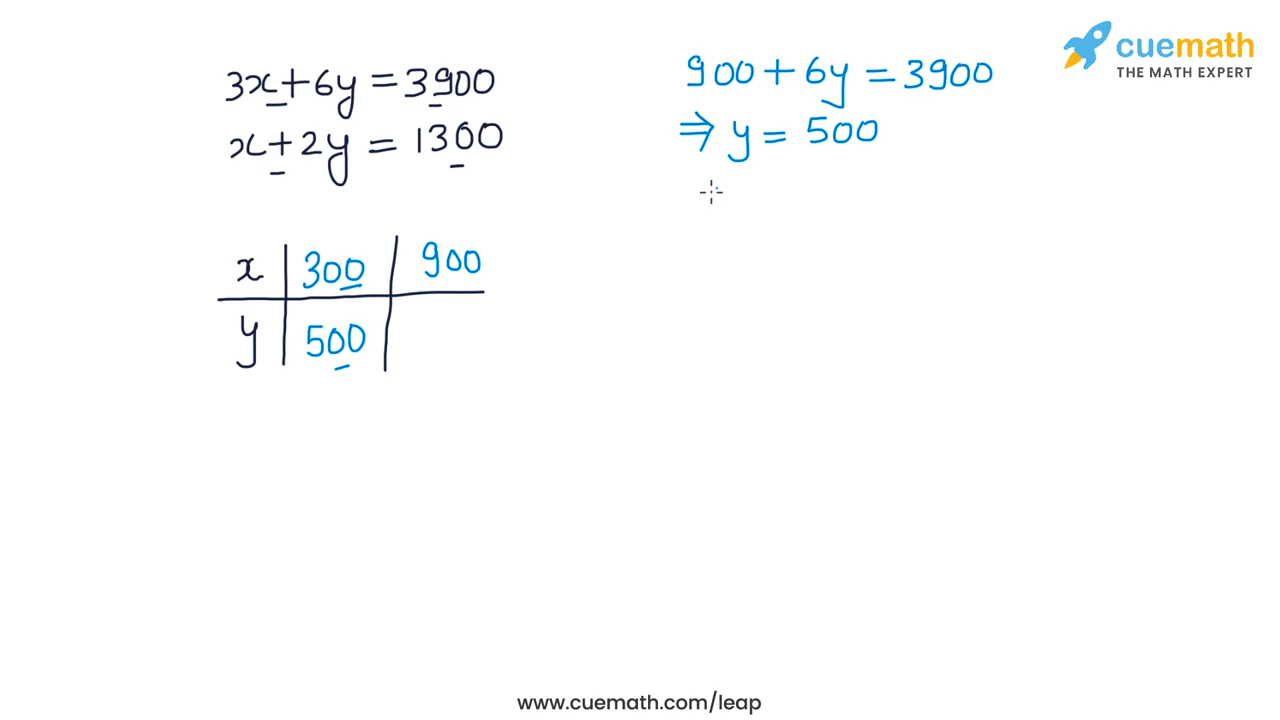 3x+6y=3900
x+2y=1300
x | 300 | 900
y | 500 |
900+6y=3900
⇒ y=500
cuemath
THE MATH EXPERT
www.cuemath.com/leap